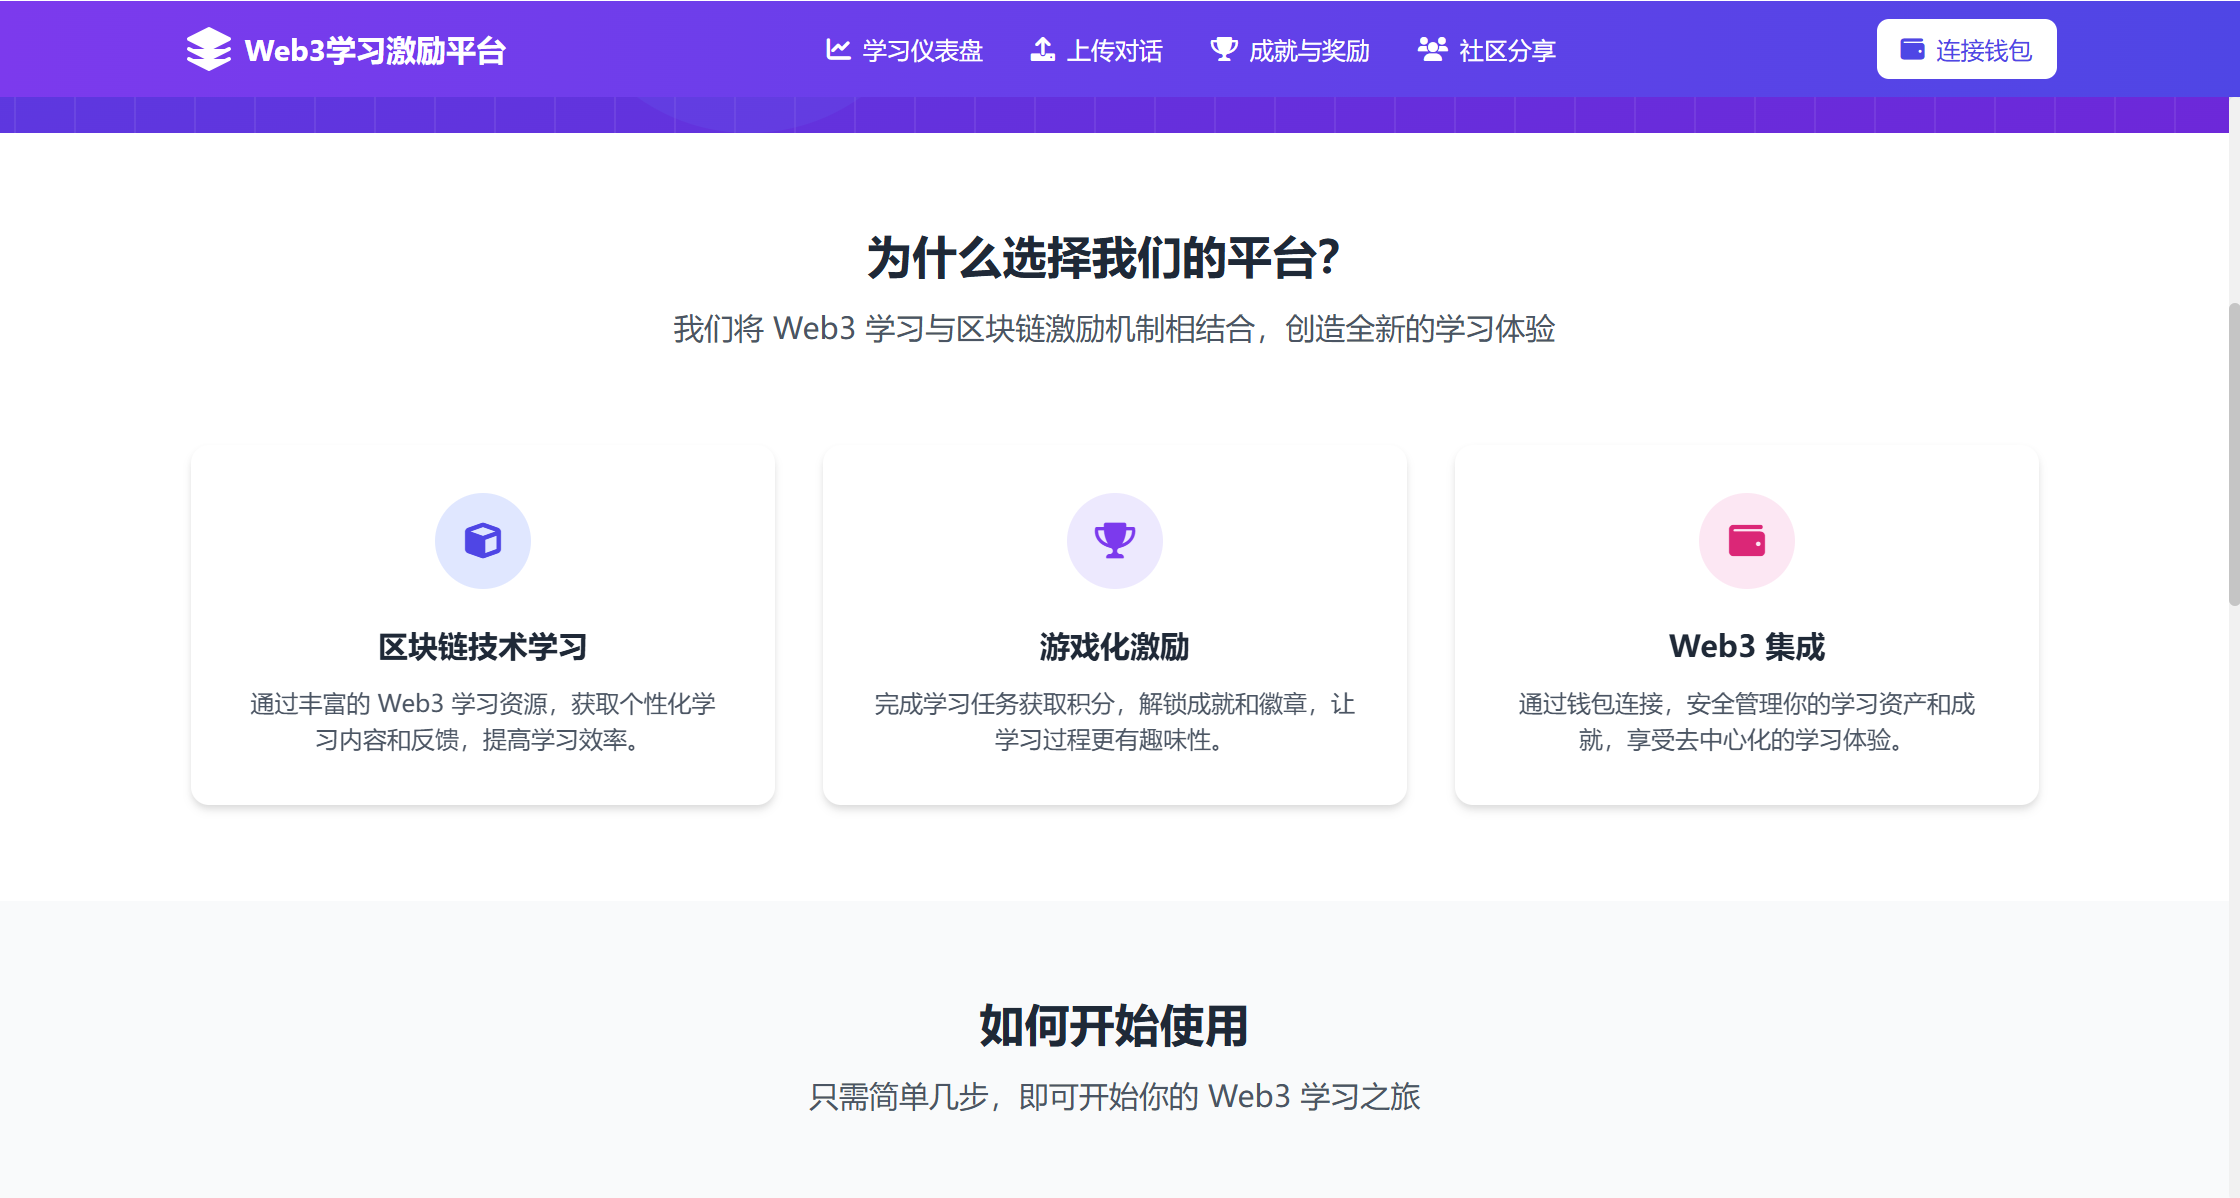 Web3学习激励平台
学习仪表盘
上传对话
成就与奖励
社区分享
连接钱包
为什么选择我们的平台?
我们将 Web3 学习与区块链激励机制相结合，创造全新的学习体验
区块链技术学习
通过丰富的 Web3 学习资源，获取个性化学
习内容和反馈，提高学习效率。
游戏化激励
完成学习任务获取积分，解锁成就和徽章，让
学习过程更有趣味性。
Web3 集成
通过钱包连接，安全管理你的学习资产和成
就，享受去中心化的学习体验。
如何开始使用
只需简单几步，即可开始你的 Web3 学习之旅